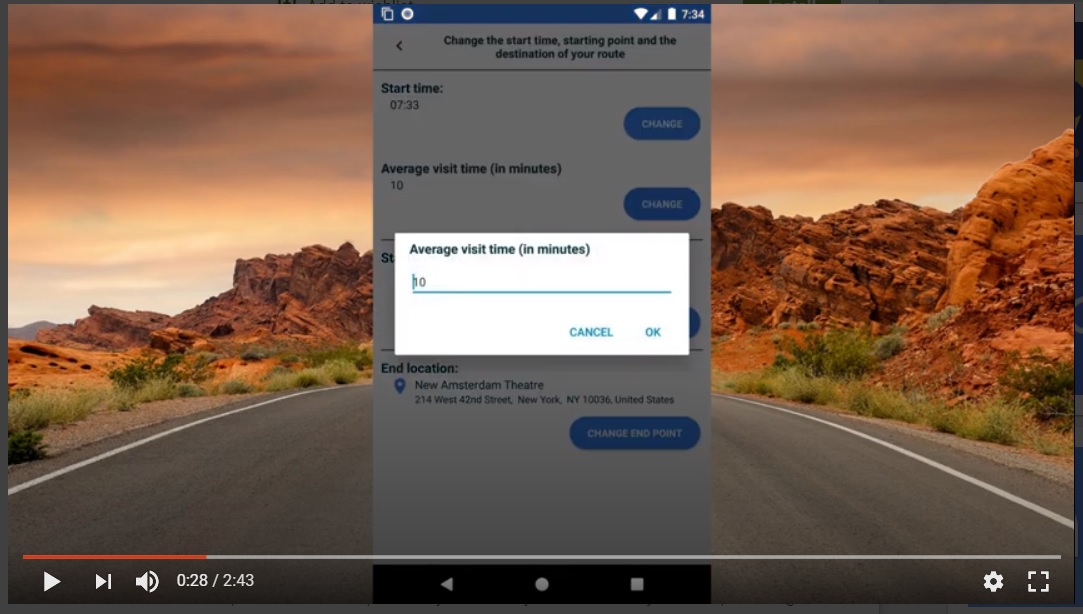 7:34
Change the start time, starting point and the
destination of your route
Start time:
07:33
CHANGE
Average visit time (in minutes)
10
CHANGE
St
Average visit time (in minutes)
10
CANCEL
OK
End location:
New Amsterdam Theatre
214 West 42nd Street, New York, NY 10036, United States
CHANGE END POINT
0:28 / 2:43